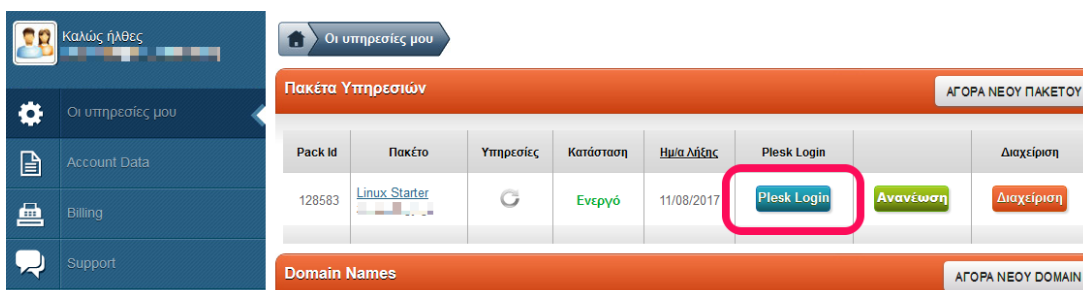 Καλώς ήλθες
Οι υπηρεσίες μου
Οι υπηρεσίες μου
Account Data
Billing
Support
Πακέτα Υπηρεσιών
ΑΓΟΡΑ ΝΕΟΥ ΠΑΚΕΤΟΥ
Pack Id Πακέτο Υπηρεσίες Κατάσταση Ημ/α Λήξης Plesk Login Διαχείριση
128583 Linux Starter Ενεργό 11/08/2017 Plesk Login Ανανέωση Διαχείριση
Domain Names
ΑΓΟΡΑ ΝΕΟΥ DOMAIN